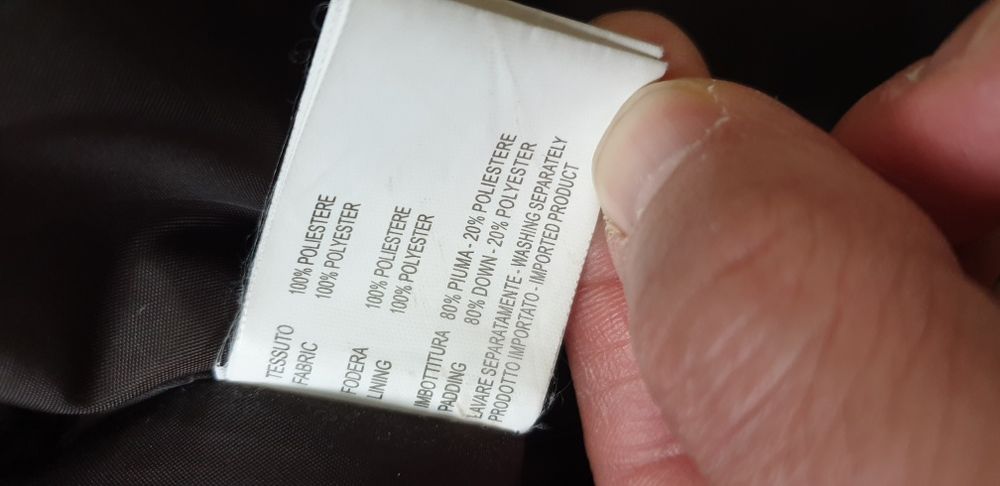 TESSUTO 100% POLIESTERE
FABRIC 100% POLYESTER
FODERA 100% POLIESTERE
LINING 100% POLYESTER
IMBOTTITURA 80% PIUMA - 20% POLIESTERE
PADDING 80% DOWN - 20% POLYESTER
LAVARE SEPARATAMENTE - WASHING SEPARATELY
PRODOTTO IMPORTATO - IMPORTED PRODUCT